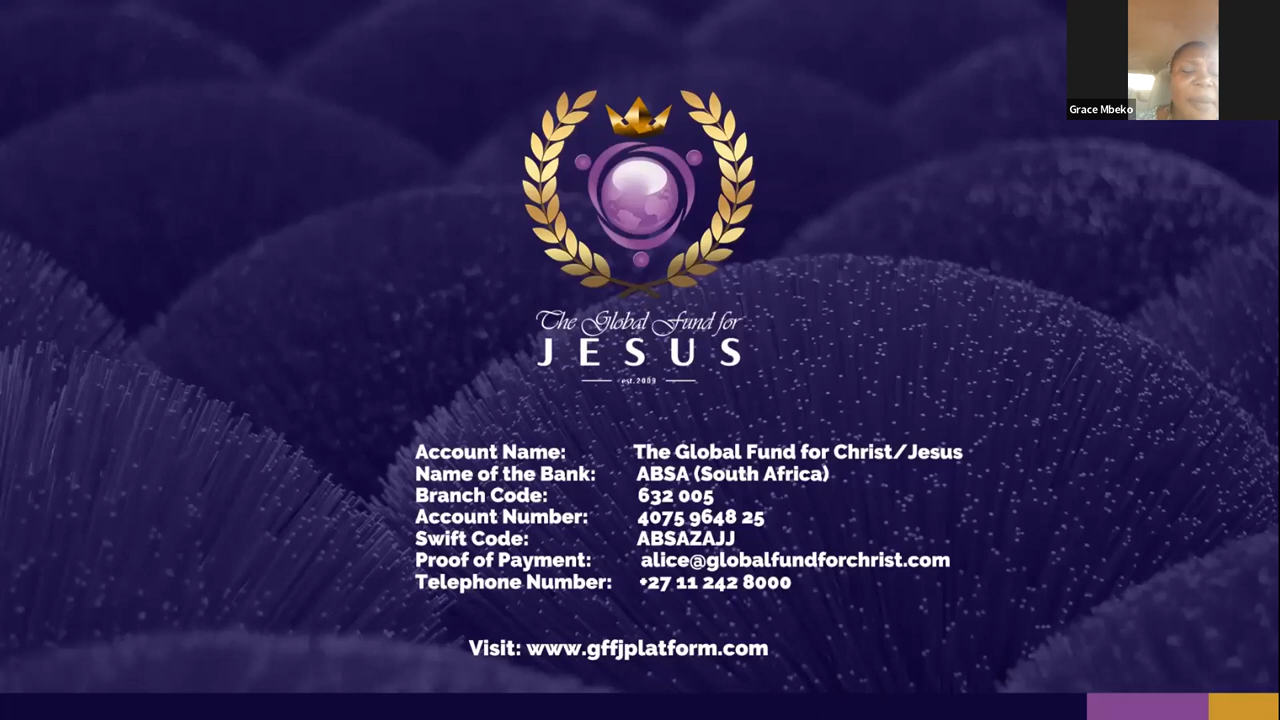 Grace Mbeko
The Global Fund for
JESUS
est.2009
Account Name: The Global Fund for Christ/Jesus
Name of the Bank: ABSA (South Africa)
Branch Code: 632 005
Account Number: 4075 9648 25
Swift Code: ABSAZAJJ
Proof of Payment: alice@globalfundforchrist.com
Telephone Number: +27 11 242 8000
Visit: www.gffjplatform.com